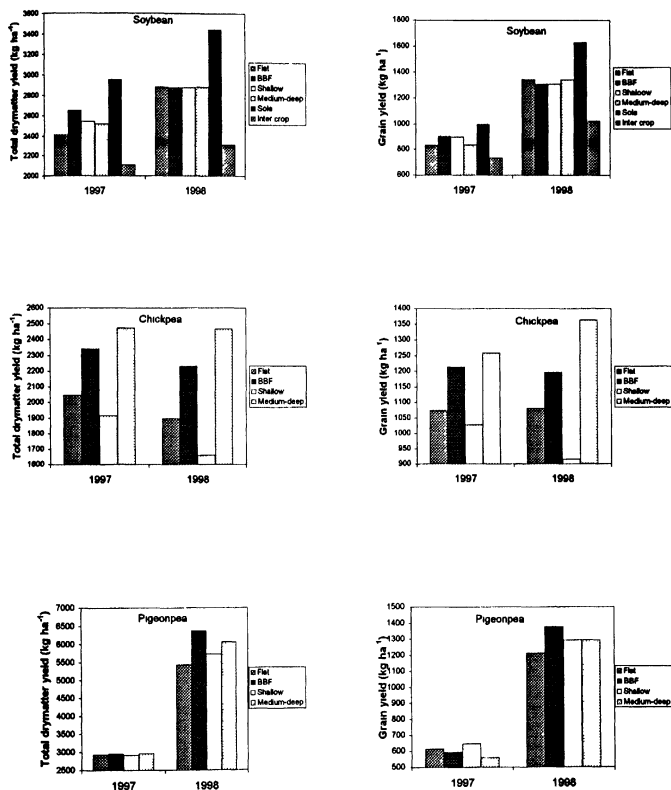 Soybean
Total drymatter yield (kg ha⁻¹)
3600
3400
3200
3000
2800
2600
2400
2200
2000
1997
1998
Flat
BBF
Shallow
Medium-deep
Sole
Inter crop
Soybean
Grain yield (kg ha⁻¹)
1800
1600
1400
1200
1000
800
600
1997
1998
Flat
BBF
Shaloow
Medium-deep
Sole
Inter crop
Chickpea
Total drymatter yield (kg ha⁻¹)
2600
2500
2400
2300
2200
2100
2000
1900
1800
1700
1600
1997
1998
Flat
BBF
Shallow
Medium-deep
Chickpea
Grain yield (kg ha⁻¹)
1400
1350
1300
1250
1200
1150
1100
1050
1000
950
900
1997
1998
Flat
BBF
Shallow
Medium-deep
Pigeonpea
Total drymatter yield (kg ha⁻¹)
7000
6500
6000
5500
5000
4500
4000
3500
3000
2500
1997
1998
Flat
BBF
Shallow
Medium-deep
Pigeonpea
Grain yield (kg ha⁻¹)
1500
1400
1300
1200
1100
1000
900
800
700
600
500
1997
1998
Flat
BBF
Shallow
Medium-deep